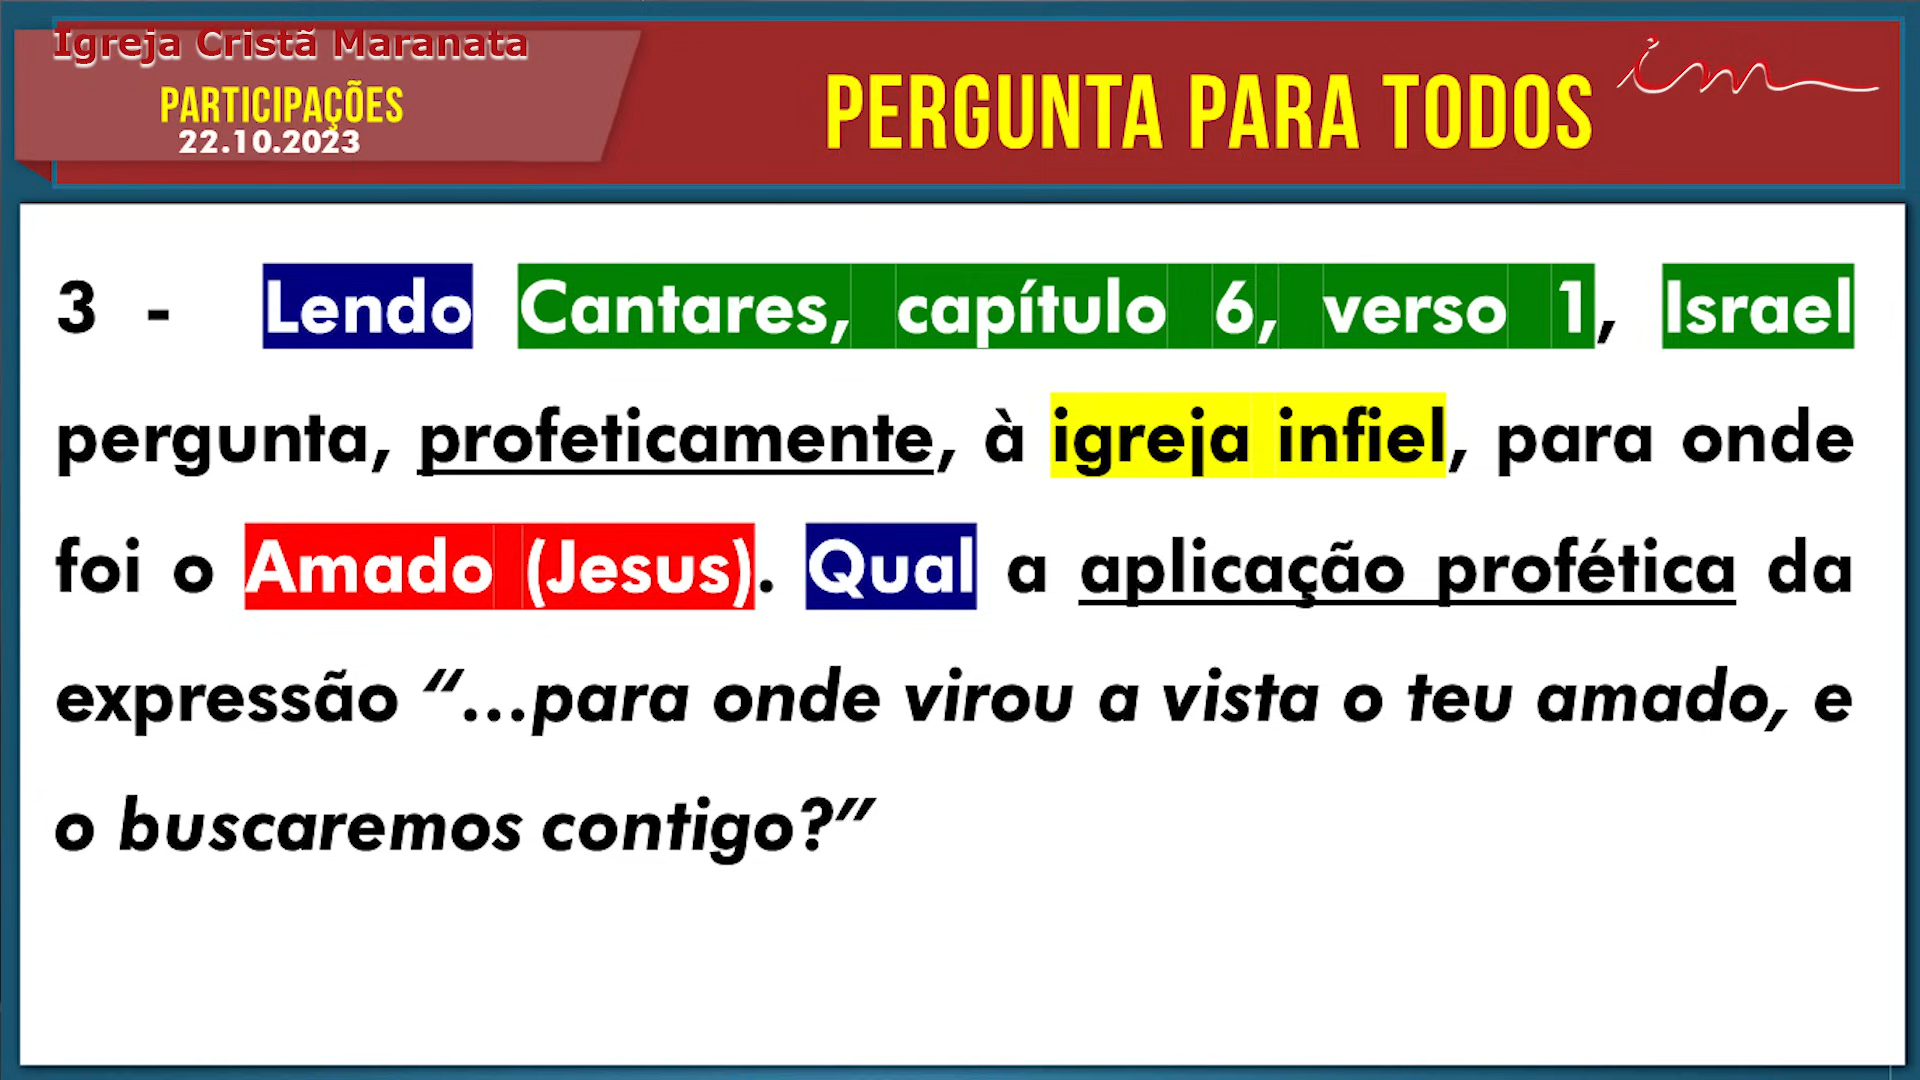 Igreja Cristã Maranata
PARTICIPAÇÕES
22.10.2023
PERGUNTA PARA TODOS
im
3 - Lendo Cantares, capítulo 6, verso 1, Israel
pergunta, profeticamente, à igreja infiel, para onde
foi o Amado (Jesus). Qual a aplicação profética da
expressão “...para onde virou a vista o teu amado, e
o buscaremos contigo?”